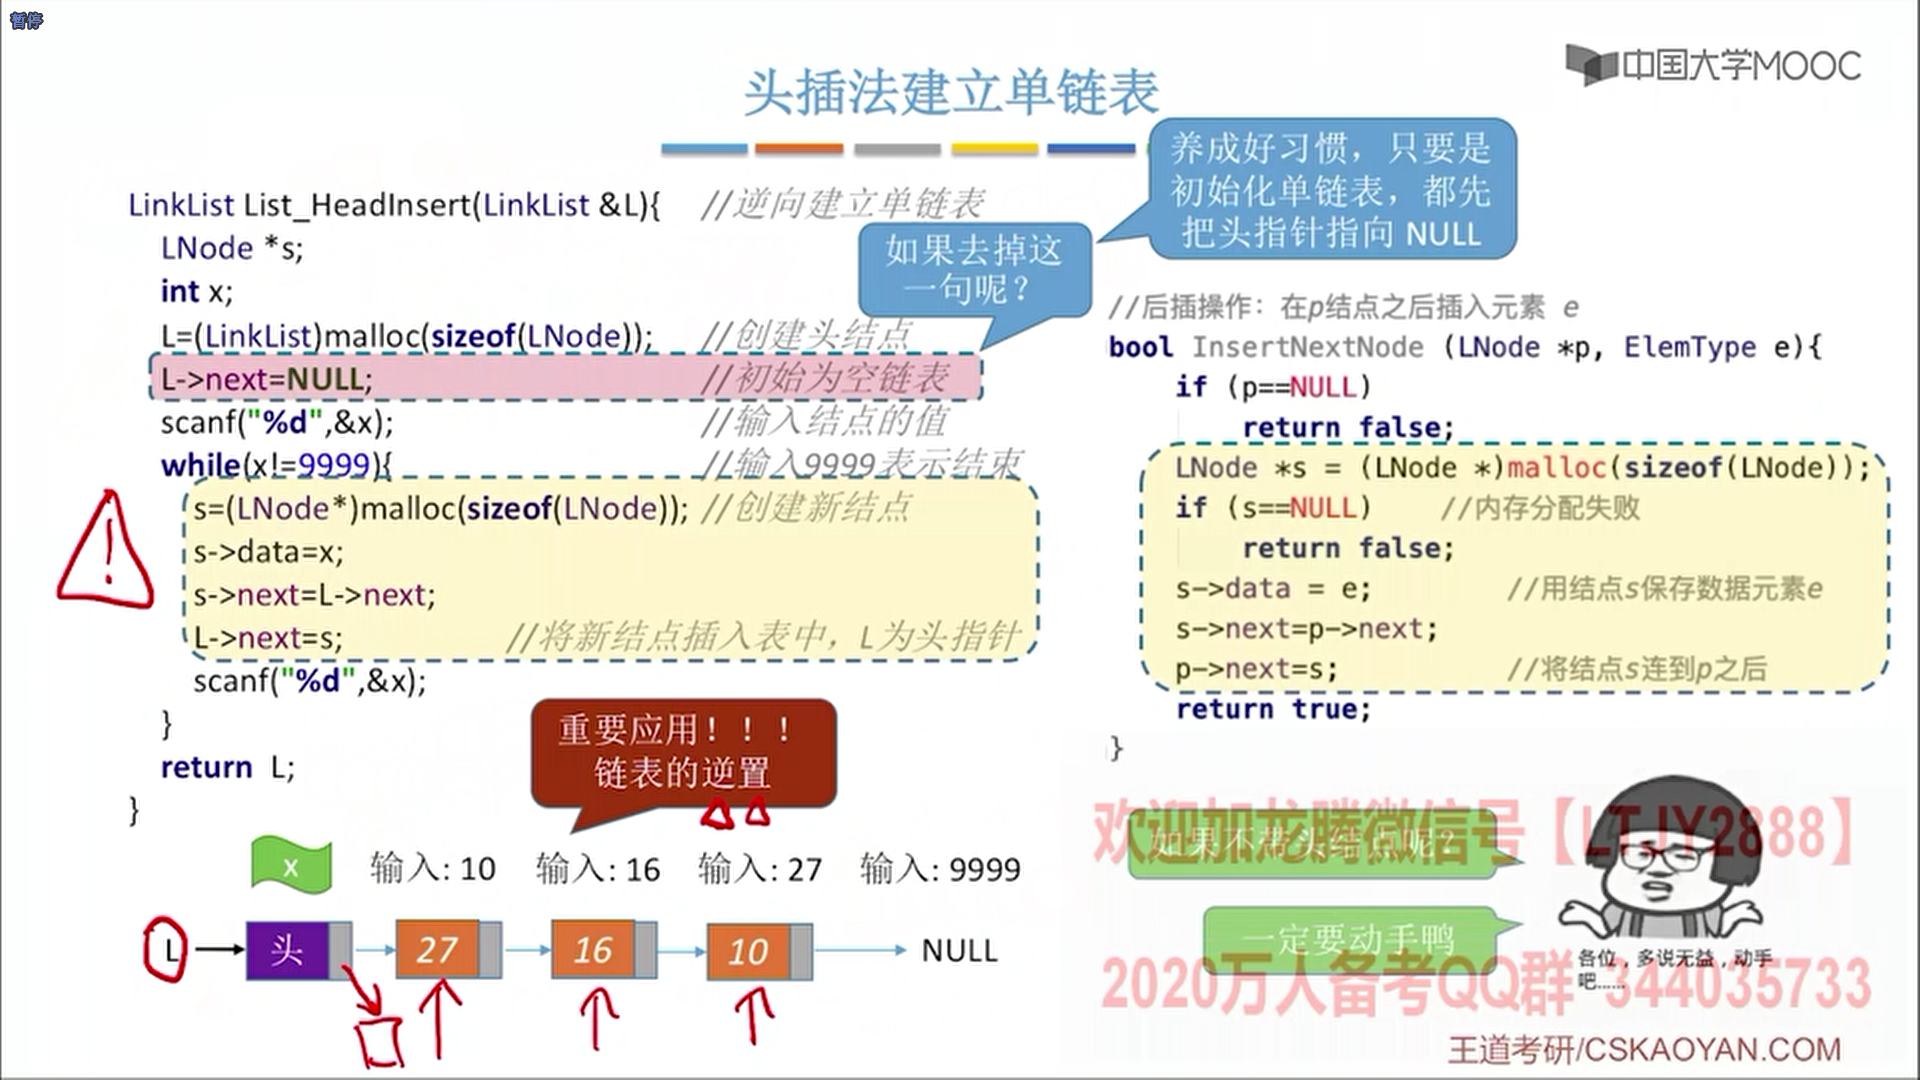 暂停
中国大学MOOC
头插法建立单链表
养成好习惯，只要是
初始化单链表，都先
把头指针指向 NULL
LinkList List_HeadInsert(LinkList &L){ //逆向建立单链表
LNode *s;
int x;
如果去掉这
一句呢？
L=(LinkList)malloc(sizeof(LNode)); //创建头结点
L->next=NULL; //初始为空链表
scanf("%d",&x); //输入结点的值
while(x!=9999){ //输入9999表示结束
s=(LNode*)malloc(sizeof(LNode)); //创建新结点
s->data=x;
s->next=L->next;
L->next=s; //将新结点插入表中，L为头指针
scanf("%d",&x);
}
return L;
}
//后插操作：在p结点之后插入元素 e
bool InsertNextNode (LNode *p, ElemType e){
if (p==NULL)
return false;
LNode *s = (LNode *)malloc(sizeof(LNode));
if (s==NULL) //内存分配失败
return false;
s->data = e; //用结点s保存数据元素e
s->next=p->next;
p->next=s; //将结点s连到p之后
return true;
}
重要应用！！！
链表的逆置
x 输入: 10 输入: 16 输入: 27 输入: 9999
L 头 27 16 10 NULL
如果不带头结点呢？
欢迎加龙腾微信号【LTJY2888】
一定要动手鸭
各位，多说无益，动手
吧......
2020万人备考QQ群 344035733
王道考研/CSKAOYAN.COM